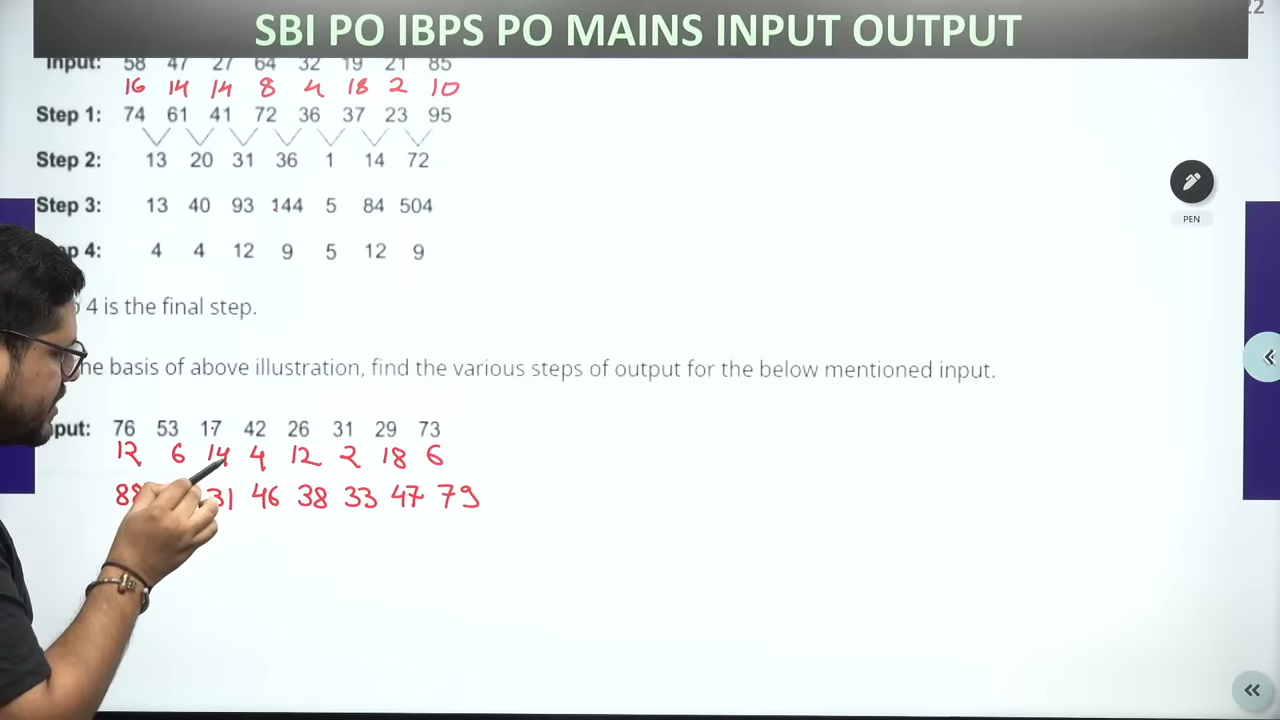 22
SBI PO IBPS PO MAINS INPUT OUTPUT
Input: 58 47 27 64 32 19 21 85
16 14 14 8 4 18 2 10
Step 1: 74 61 41 72 36 37 23 95
Step 2: 13 20 31 36 1 14 72
PEN
Step 3: 13 40 93 144 5 84 504
4: 4 4 12 9 5 12 9
4 is the final step.
basis of above illustration, find the various steps of output for the below mentioned input.
76 53 17 42 26 31 29 73
12 6 14 4 12 2 18 6
88 31 46 38 33 47 79